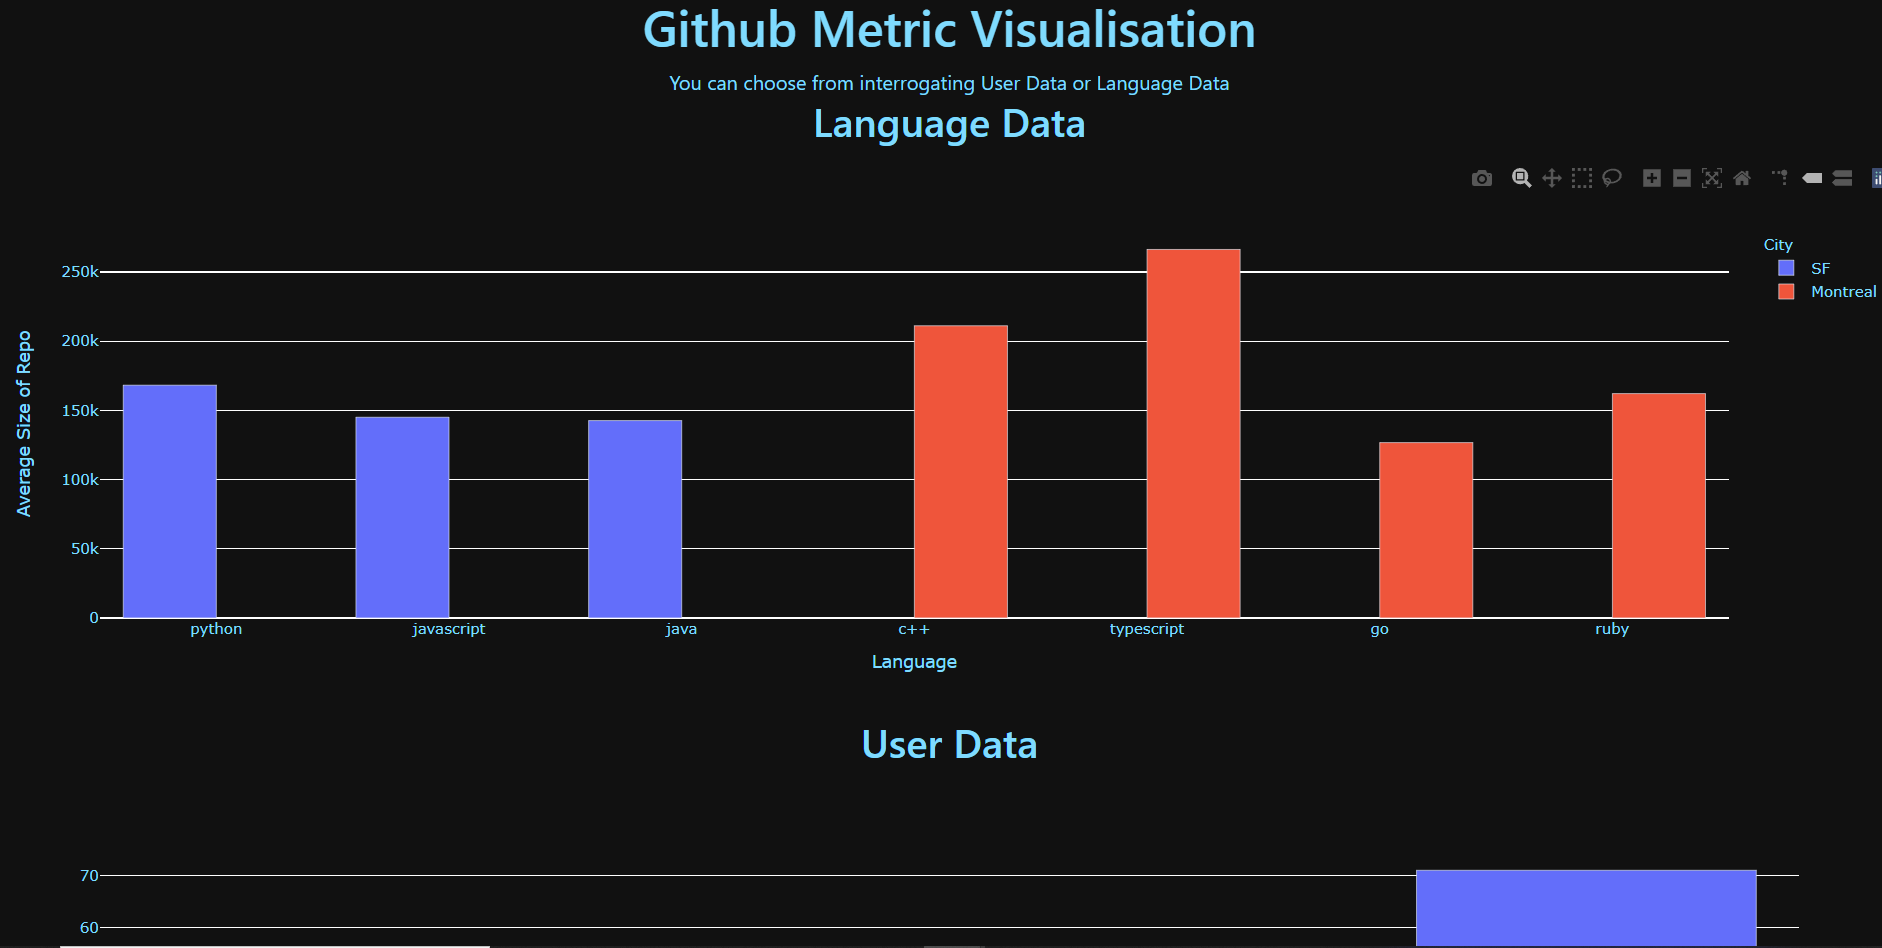 Github Metric Visualisation
You can choose from interrogating User Data or Language Data
Language Data
City
SF
Montreal
250k
200k
150k
100k
50k
0
Average Size of Repo
python javascript java c++ typescript go ruby
Language
User Data
70
60